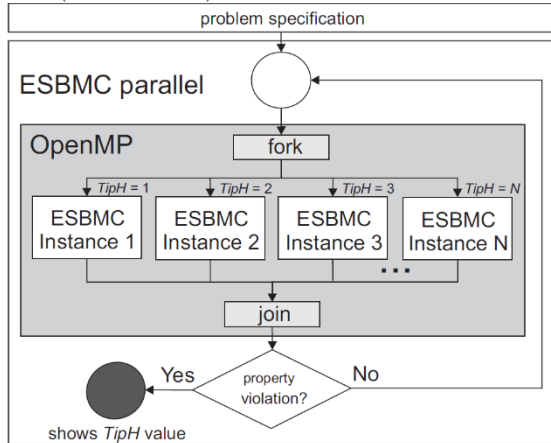 problem specification
ESBMC parallel
OpenMP
fork
TipH = 1
TipH = 2
TipH = 3
TipH = N
ESBMC
Instance 1
ESBMC
Instance 2
ESBMC
Instance 3
ESBMC
Instance N
...
join
Yes
property
violation?
No
shows TipH value